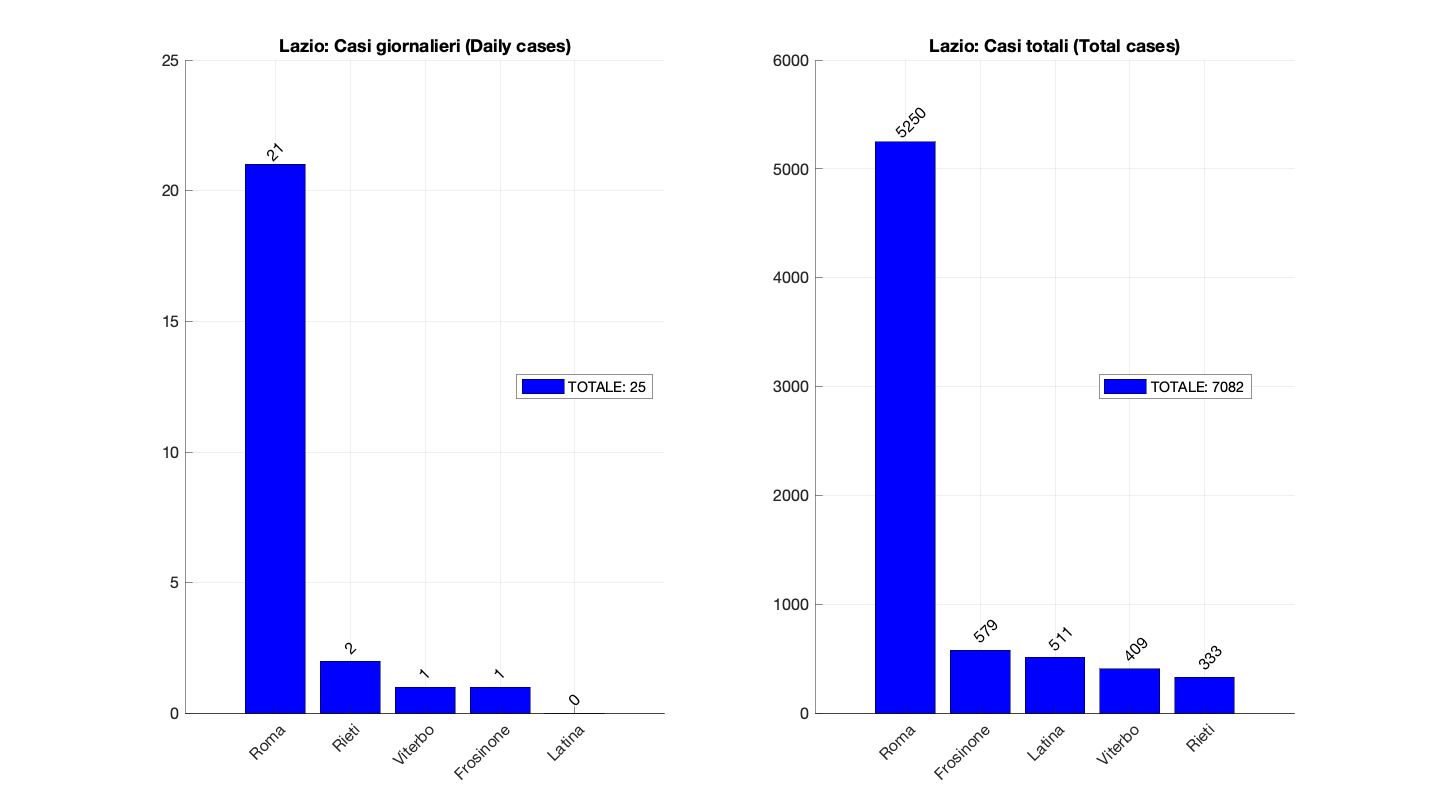 Lazio: Casi giornalieri (Daily cases)
25
20
15
10
5
0
21
2
1
1
0
TOTALE: 25
Roma
Rieti
Viterbo
Frosinone
Latina
Lazio: Casi totali (Total cases)
6000
5000
4000
3000
2000
1000
0
5250
579
511
409
333
TOTALE: 7082
Roma
Frosinone
Latina
Viterbo
Rieti